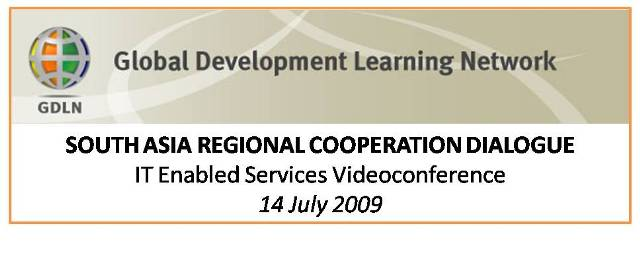 Global Development Learning Network
GDLN
SOUTH ASIA REGIONAL COOPERATION DIALOGUE
IT Enabled Services Videoconference
14 July 2009